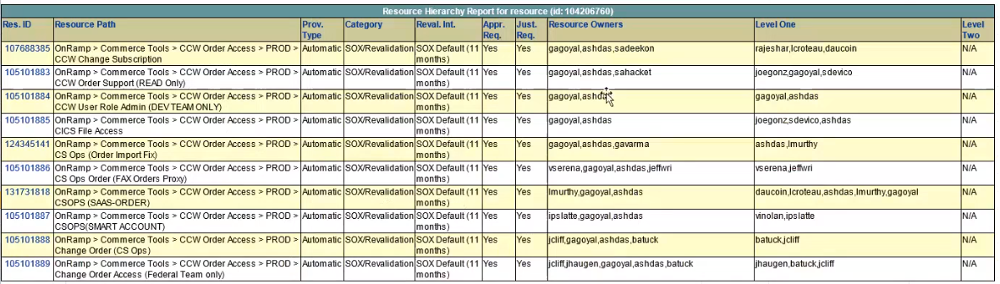 Resource Hierarchy Report for resource (id: 104206760)
Res. ID Resource Path Prov. Type Category Reval. Int. Appr. Req. Just. Req. Resource Owners Level One Level Two
107688385 OnRamp > Commerce Tools > CCW Order Access > PROD > Automatic SOX/Revalidation SOX Default (11 Yes Yes gagoyal,ashdas,sadeekon rajeshar,lcroteau,daucoin N/A
CCW Change Subscription months)
105101883 OnRamp > Commerce Tools > CCW Order Access > PROD > Automatic SOX/Revalidation SOX Default (11 Yes Yes gagoyal,ashdas,sahacket joegonz,gagoyal,sdevico N/A
CCW Order Support (READ Only) months)
105101884 OnRamp > Commerce Tools > CCW Order Access > PROD > Automatic SOX/Revalidation SOX Default (11 Yes Yes gagoyal,ashdas gagoyal,ashdas N/A
CCW User Role Admin (DEV TEAM ONLY) months)
105101885 OnRamp > Commerce Tools > CCW Order Access > PROD > Automatic SOX/Revalidation SOX Default (11 Yes Yes gagoyal,ashdas joegonz,sdevico,ashdas N/A
CICS File Access months)
124345141 OnRamp > Commerce Tools > CCW Order Access > PROD > Automatic SOX/Revalidation SOX Default (11 Yes Yes gagoyal,ashdas,gavarma ashdas,lmurthy N/A
CS Ops (Order Import Fix) months)
105101886 OnRamp > Commerce Tools > CCW Order Access > PROD > Automatic SOX/Revalidation SOX Default (11 Yes Yes vserena,gagoyal,ashdas,jeffwri vserena,jeffwri N/A
CS Ops Order (FAX Orders Proxy) months)
131731818 OnRamp > Commerce Tools > CCW Order Access > PROD > Automatic SOX/Revalidation SOX Default (11 Yes Yes lmurthy,gagoyal,ashdas daucoin,lcroteau,ashdas,lmurthy,gagoyal N/A
CSOPS (SAAS-ORDER) months)
105101887 OnRamp > Commerce Tools > CCW Order Access > PROD > Automatic SOX/Revalidation SOX Default (11 Yes Yes ipslatte,gagoyal,ashdas vinolan,ipslatte N/A
CSOPS(SMART ACCOUNT) months)
105101888 OnRamp > Commerce Tools > CCW Order Access > PROD > Automatic SOX/Revalidation SOX Default (11 Yes Yes jcliff,gagoyal,ashdas,batuck batuck,jcliff N/A
Change Order (CS Ops) months)
105101889 OnRamp > Commerce Tools > CCW Order Access > PROD > Automatic SOX/Revalidation SOX Default (11 Yes Yes jcliff,jhaugen,gagoyal,ashdas,batuck jhaugen,batuck,jcliff N/A
Change Order Access (Federal Team only) months)